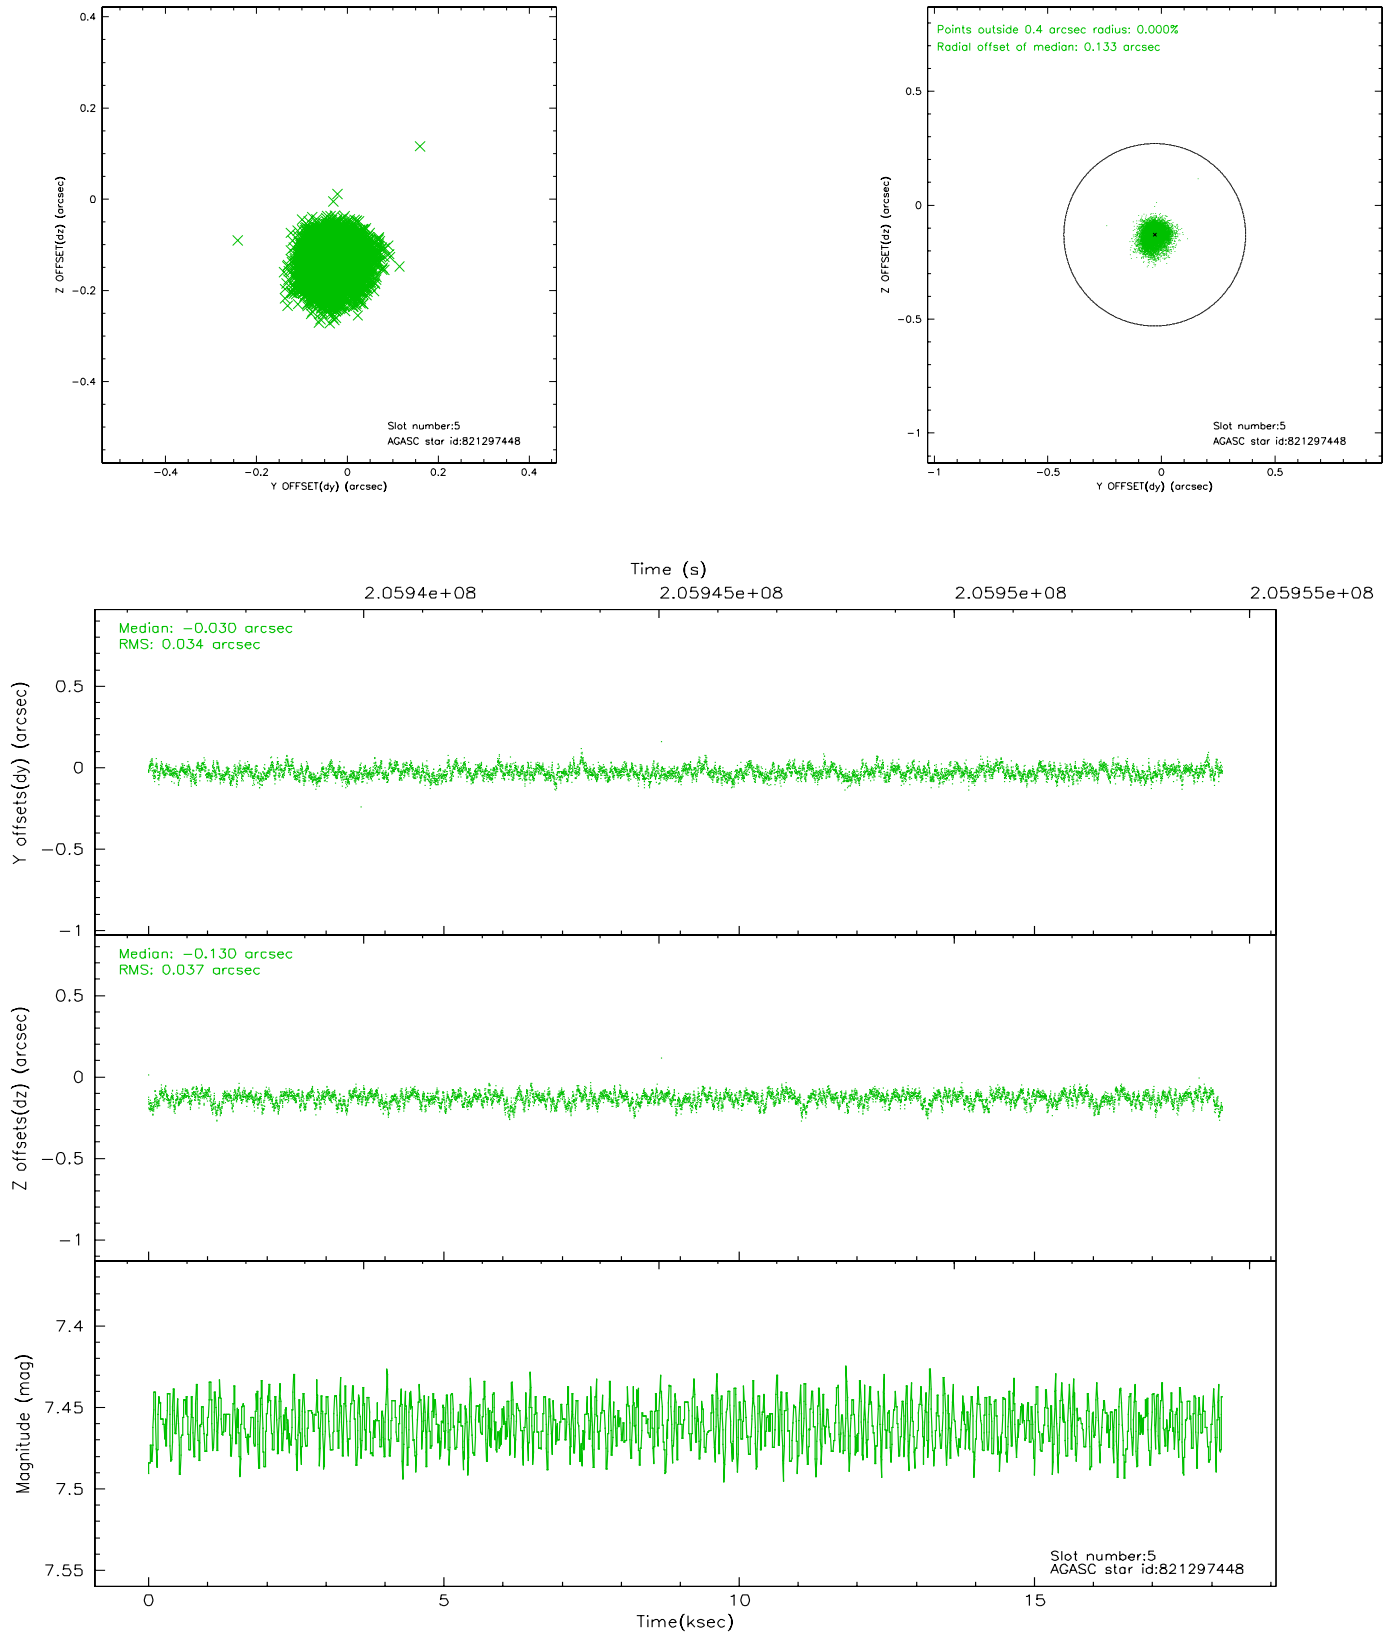 0.4
0.2
0
−0.2
−0.4
Z OFFSET(dz) (arcsec)
Slot number:5
AGASC star id:821297448
−0.4 −0.2 0 0.2 0.4
Y OFFSET(dy) (arcsec)
Points outside 0.4 arcsec radius: 0.000%
Radial offset of median: 0.133 arcsec
0.5
0
−0.5
−1
Z OFFSET(dz) (arcsec)
Slot number:5
AGASC star id:821297448
−1 −0.5 0 0.5
Y OFFSET(dy) (arcsec)
Time (s)
2.0594e+08 2.05945e+08 2.0595e+08 2.05955e+08
Median: −0.030 arcsec
RMS: 0.034 arcsec
0.5
0
−0.5
−1
Y offsets(dy) (arcsec)
Median: −0.130 arcsec
RMS: 0.037 arcsec
0.5
0
−0.5
−1
Z offsets(dz) (arcsec)
7.4
7.45
7.5
7.55
Magnitude (mag)
Slot number:5
AGASC star id:821297448
0 5 10 15
Time(ksec)